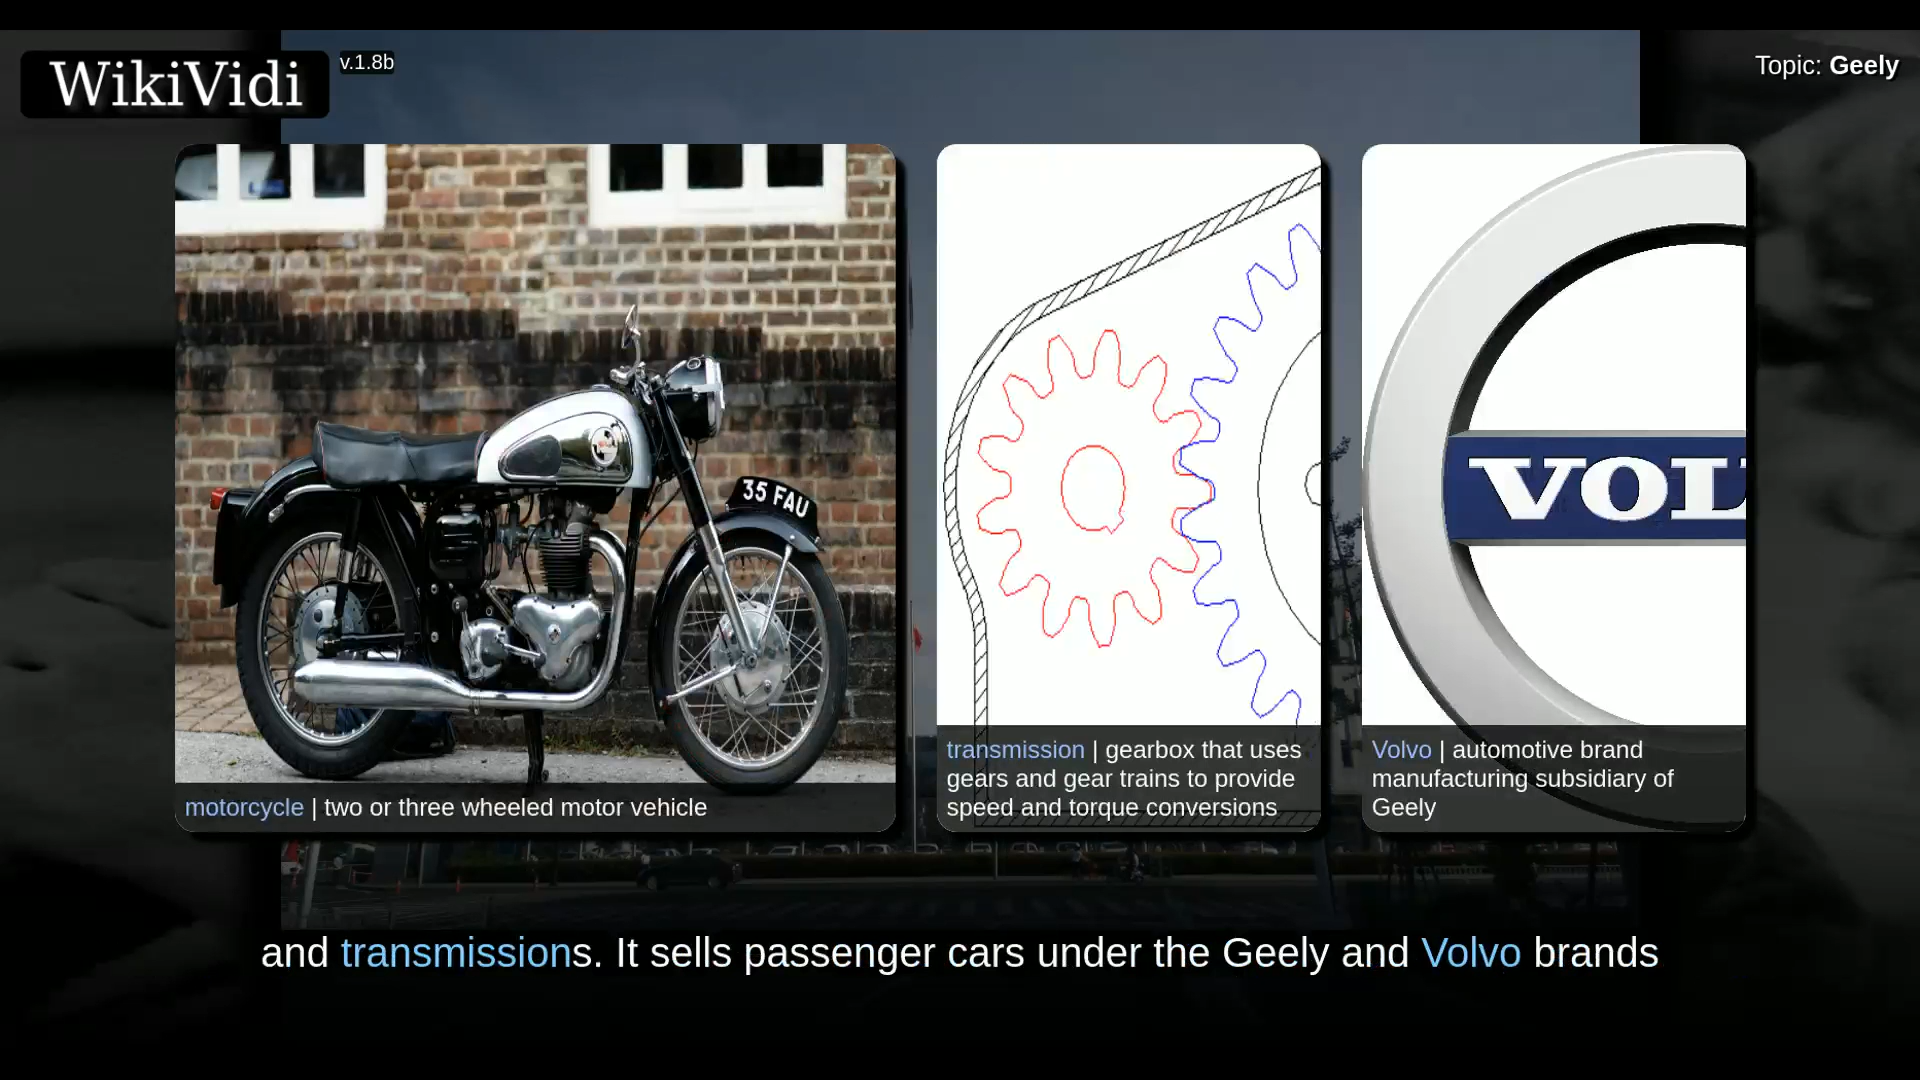 WikiVidi
v.1.8b
Topic: Geely
35 FAU
VOL
motorcycle | two or three wheeled motor vehicle
transmission | gearbox that uses
gears and gear trains to provide
speed and torque conversions
Volvo | automotive brand
manufacturing subsidiary of
Geely
and transmissions. It sells passenger cars under the Geely and Volvo brands